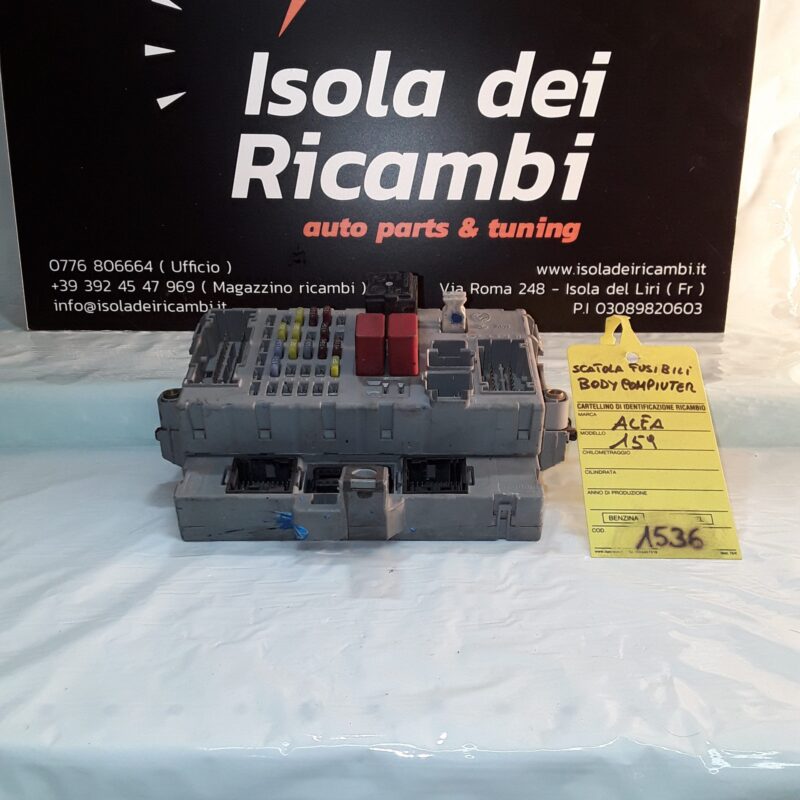 Isola dei
Ricambi
auto parts & tuning
0776 806664 ( Ufficio )
+39 392 45 47 969 ( Magazzino ricambi )
info@isoladeiricambi.it
www.isoladeiricambi.it
Via Roma 248 - Isola del Liri ( Fr )
P.I 03089820603
SCATOLA FUSIBILI
BODY COMPIUTER
CARTELLINO DI IDENTIFICAZIONE RICAMBIO
MARCA ALFA
MODELLO 159
CHILOMETRAGGIO
CILINDRATA
ANNO DI PRODUZIONE
BENZINA
COD. 1536